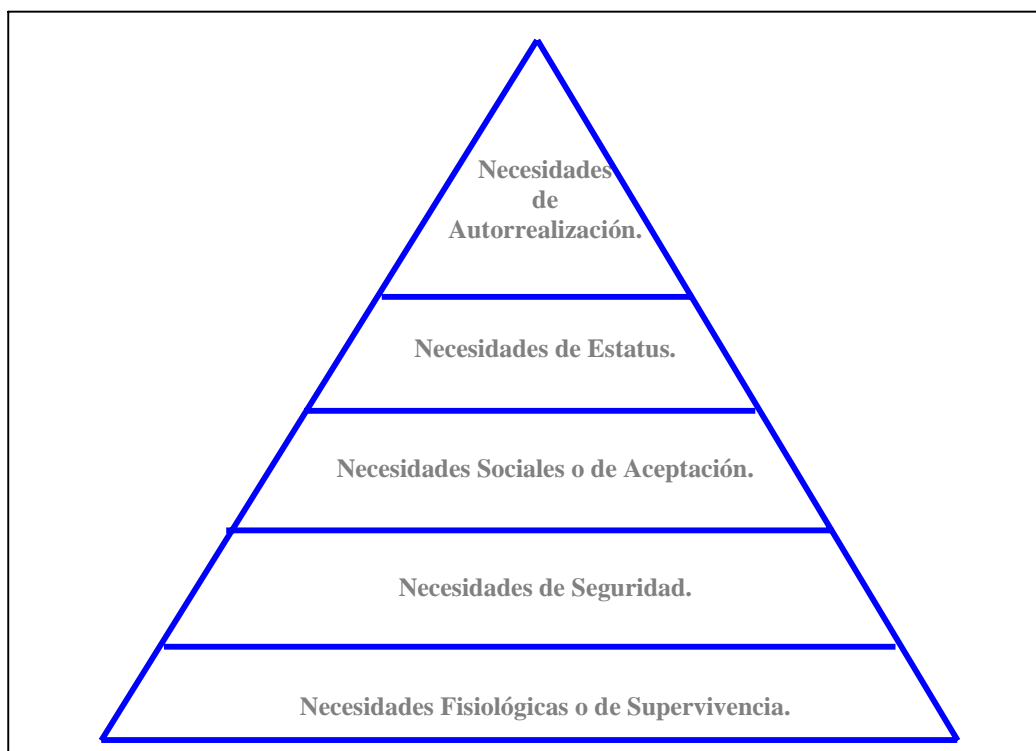 Necesidades
de
Autorrealización.
Necesidades de Estatus.
Necesidades Sociales o de Aceptación.
Necesidades de Seguridad.
Necesidades Fisiológicas o de Supervivencia.